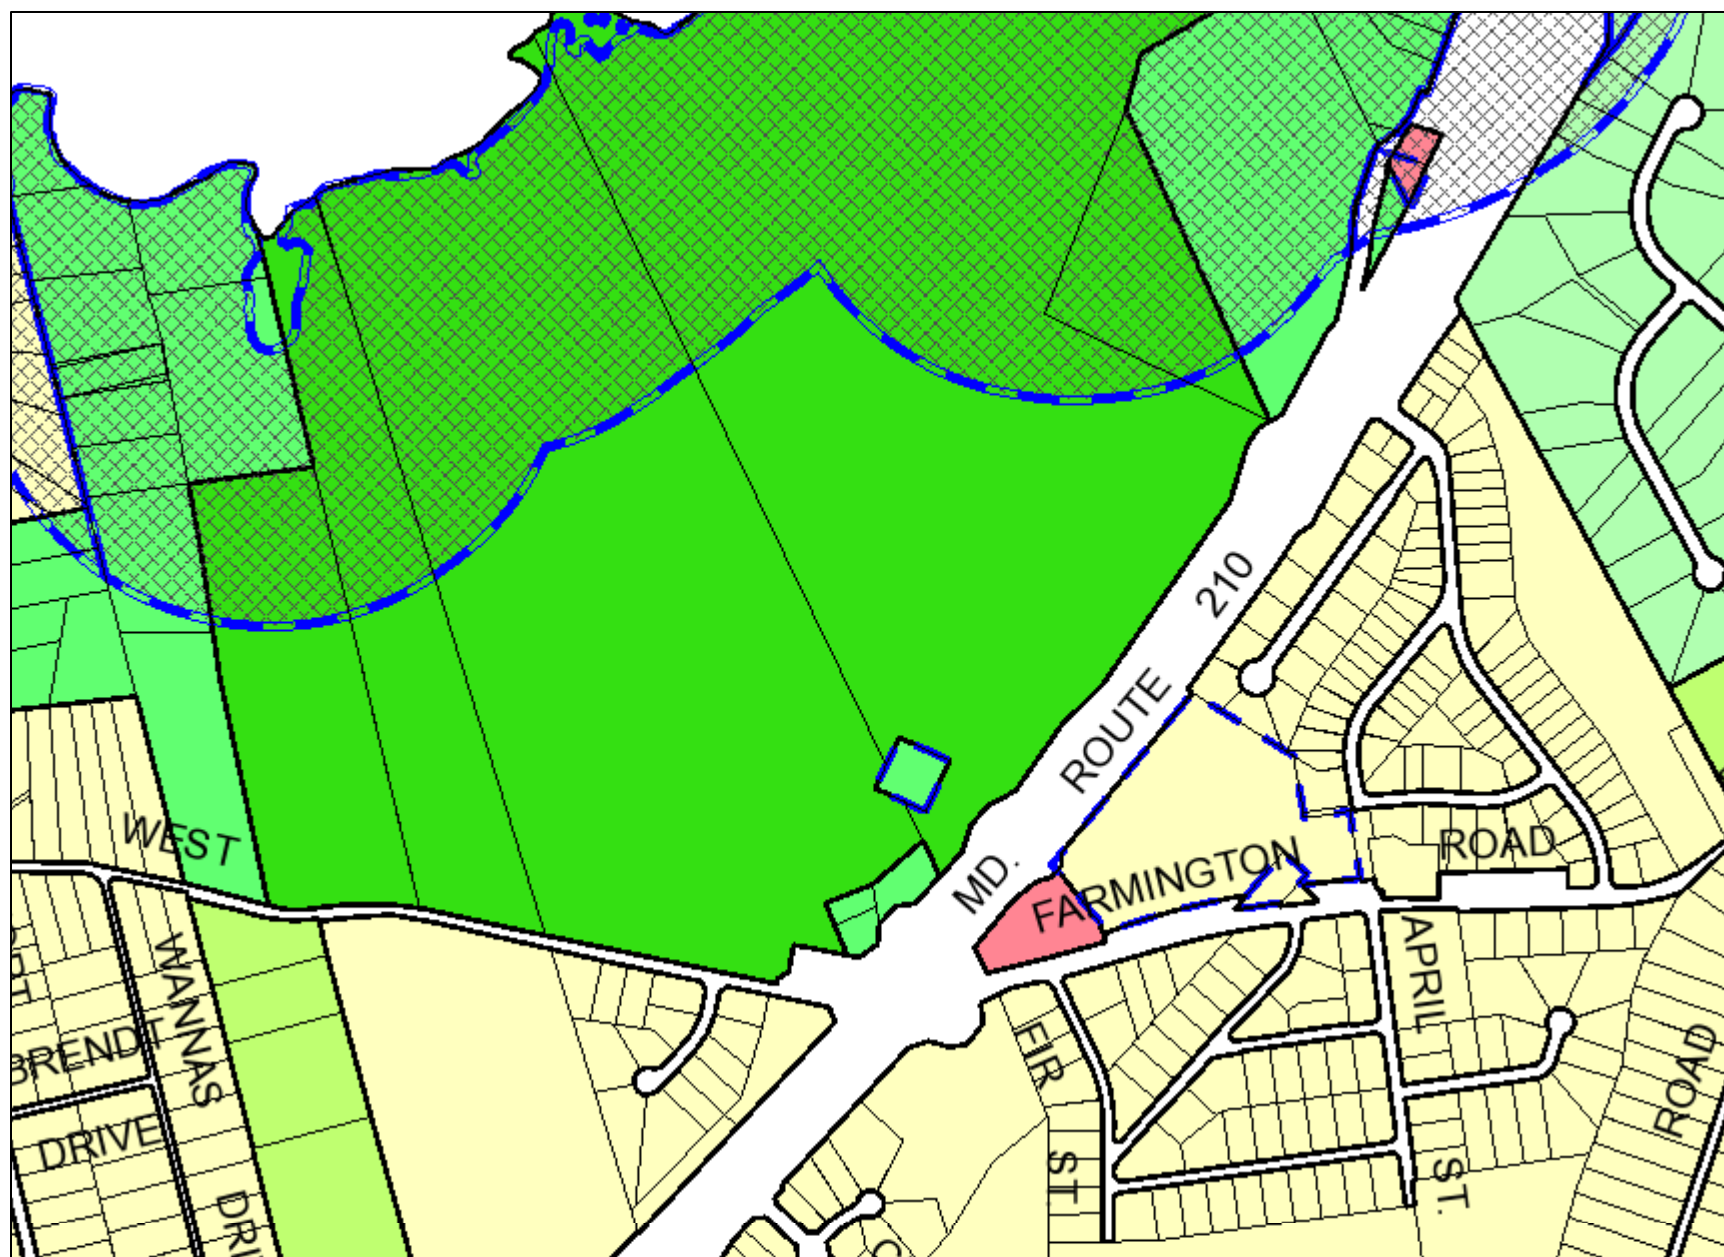 210
ROUTE
MD.
WEST
FARMINGTON
ROAD
WANNAS
APRIL
BRENDT
FIR
ROAD
DRIVE
ST.
ST.